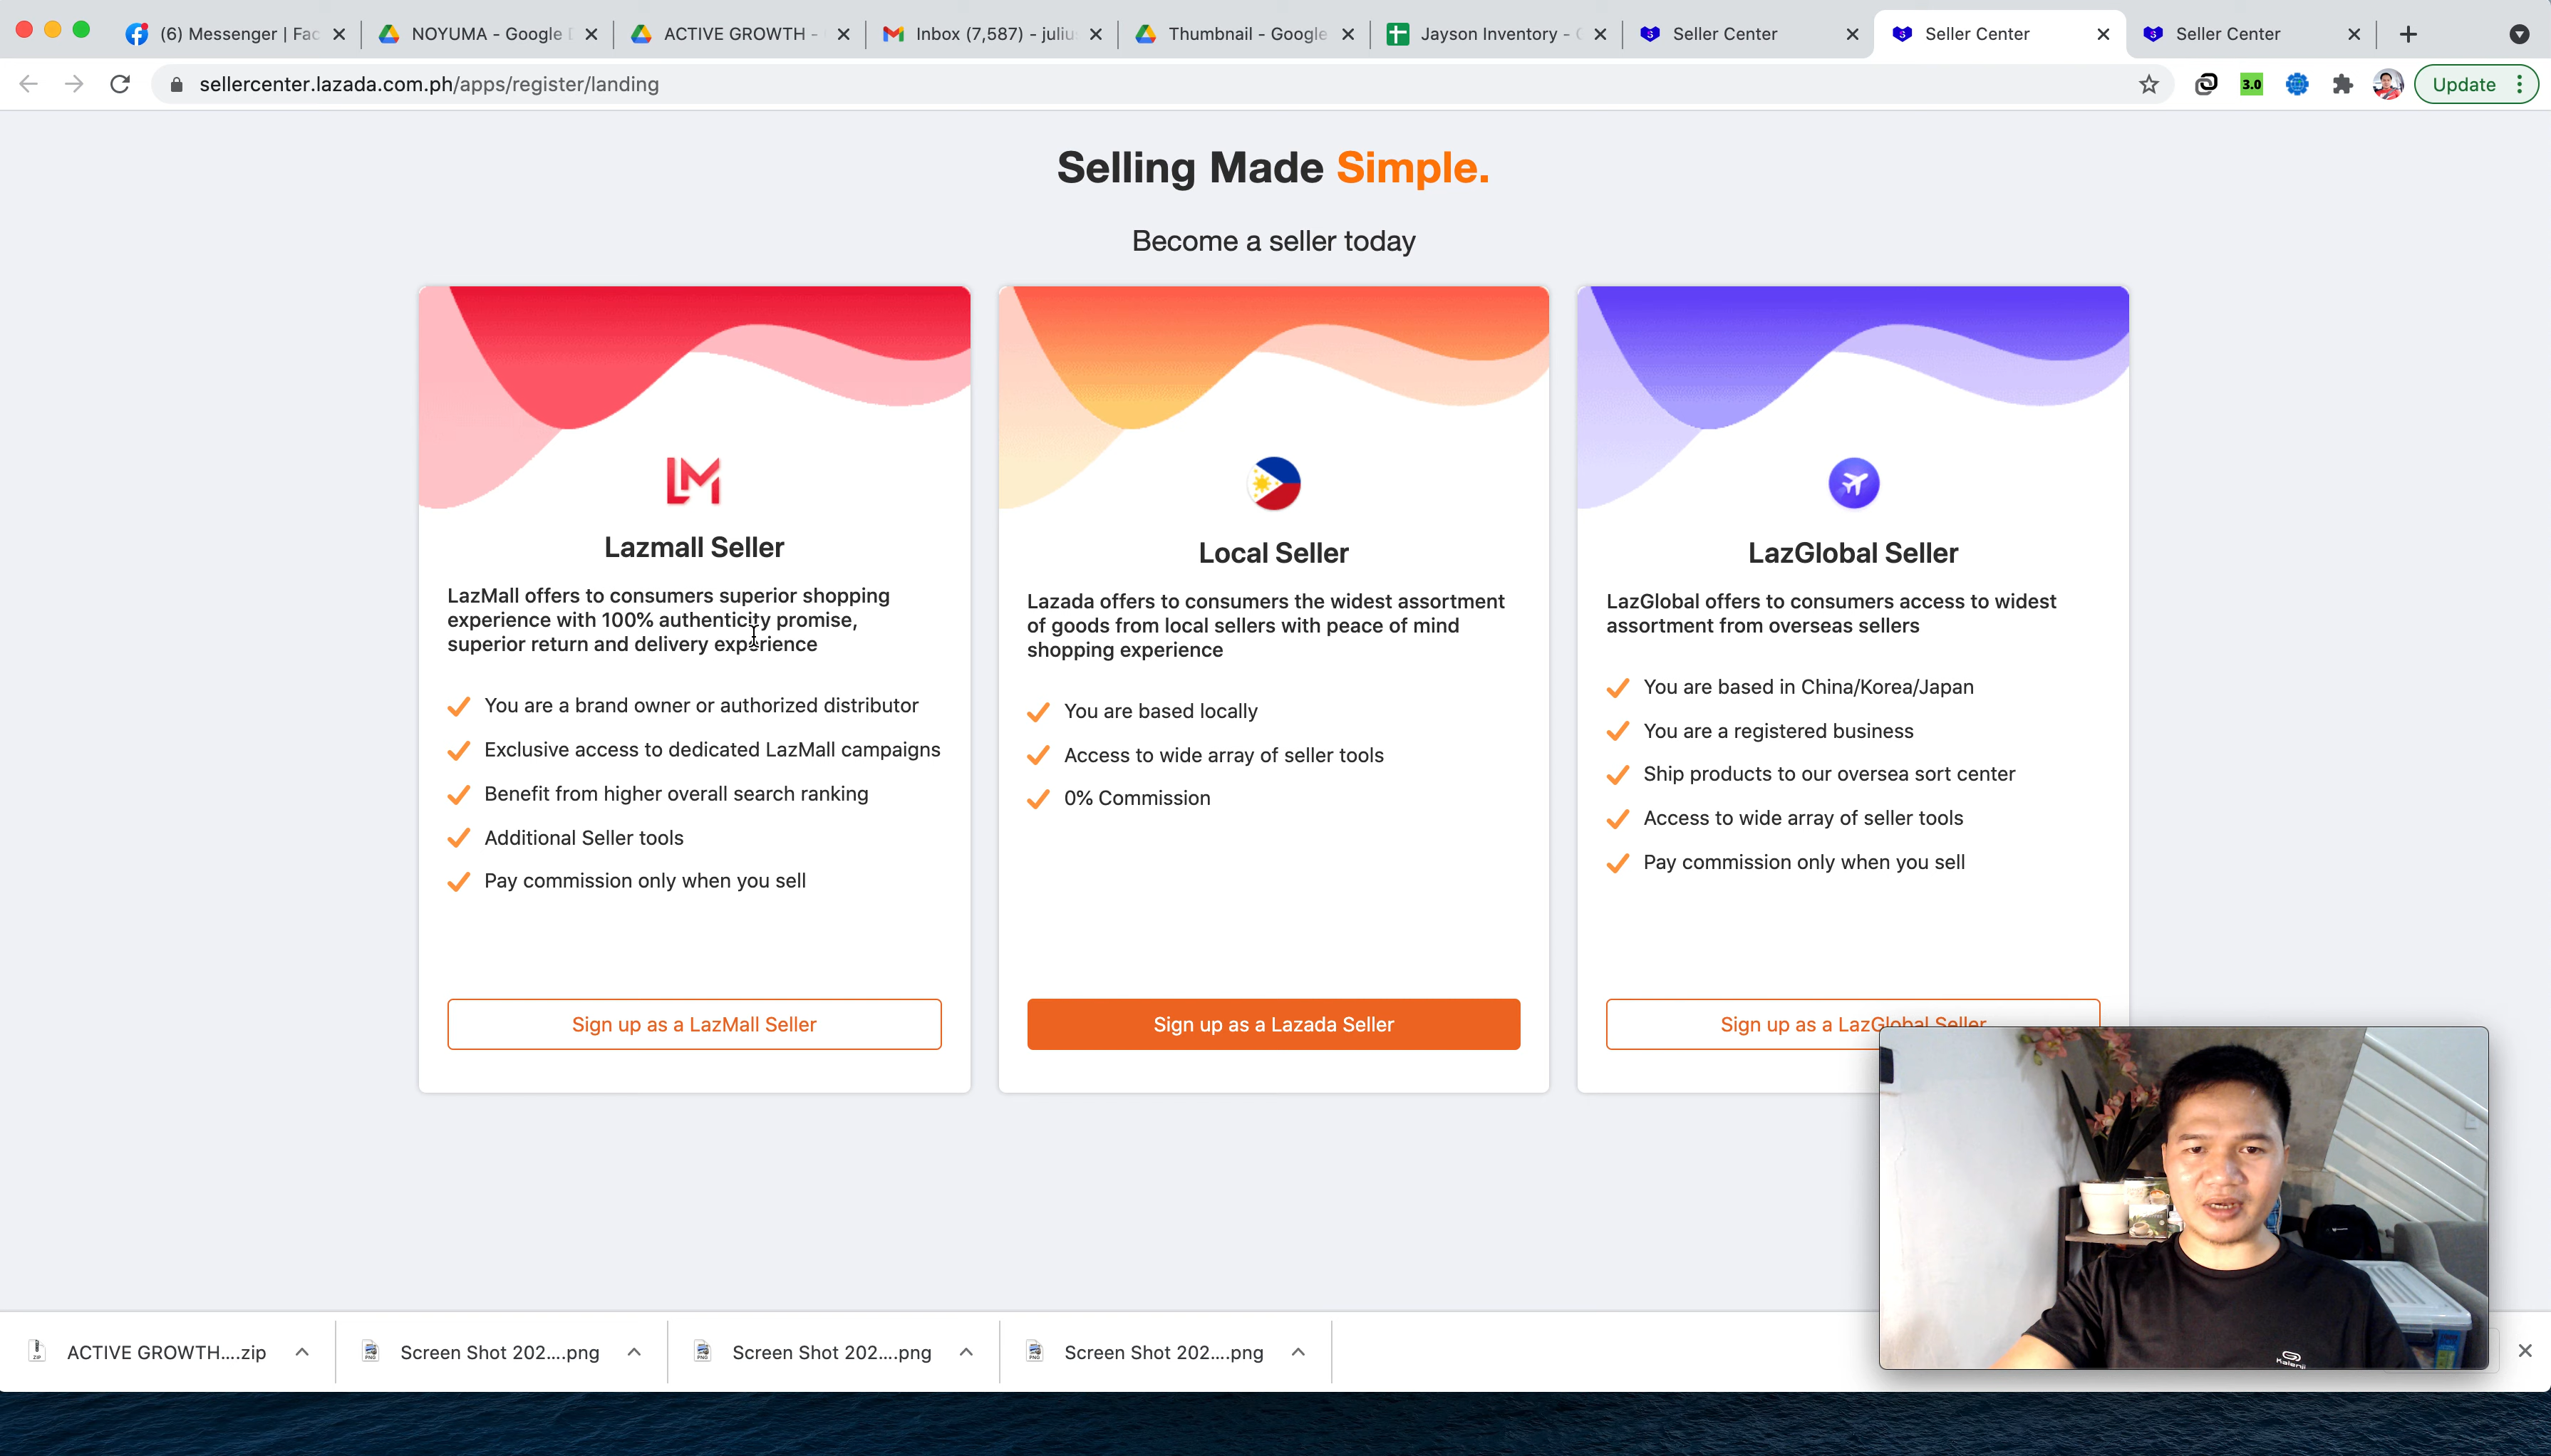 (6) Messenger | Fac
NOYUMA - Google D
ACTIVE GROWTH -
Inbox (7,587) - juliu
Thumbnail - Google
Jayson Inventory -
Seller Center
Seller Center
Seller Center
sellercenter.lazada.com.ph/apps/register/landing
3.0
Update
Selling Made Simple.
Become a seller today
LM
Lazmall Seller
LazMall offers to consumers superior shopping
experience with 100% authenticity promise,
superior return and delivery experience
You are a brand owner or authorized distributor
Exclusive access to dedicated LazMall campaigns
Benefit from higher overall search ranking
Additional Seller tools
Pay commission only when you sell
Sign up as a LazMall Seller
Local Seller
Lazada offers to consumers the widest assortment
of goods from local sellers with peace of mind
shopping experience
You are based locally
Access to wide array of seller tools
0% Commission
Sign up as a Lazada Seller
LazGlobal Seller
LazGlobal offers to consumers access to widest
assortment from overseas sellers
You are based in China/Korea/Japan
You are a registered business
Ship products to our oversea sort center
Access to wide array of seller tools
Pay commission only when you sell
Sign up as a LazGlobal Seller
Kalenji
ACTIVE GROWTH....zip
Screen Shot 202....png
Screen Shot 202....png
Screen Shot 202....png